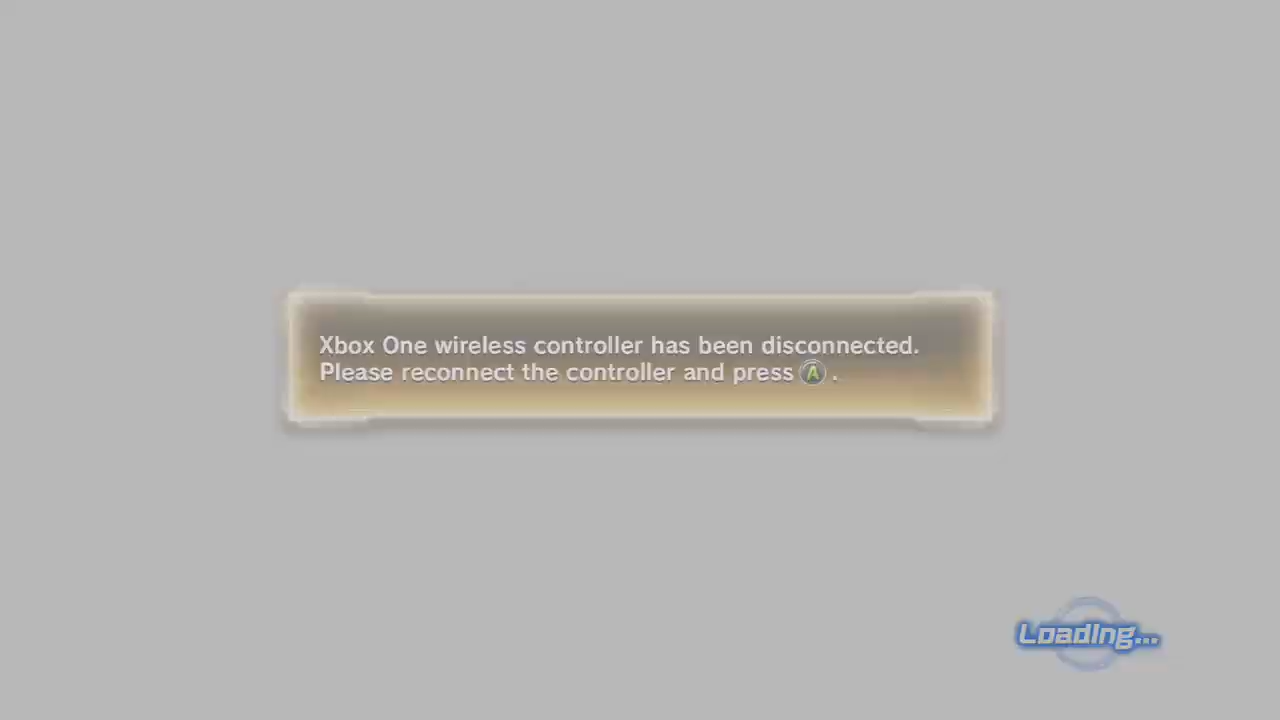 Xbox One wireless controller has been disconnected.
Please reconnect the controller and press A.
Loading...